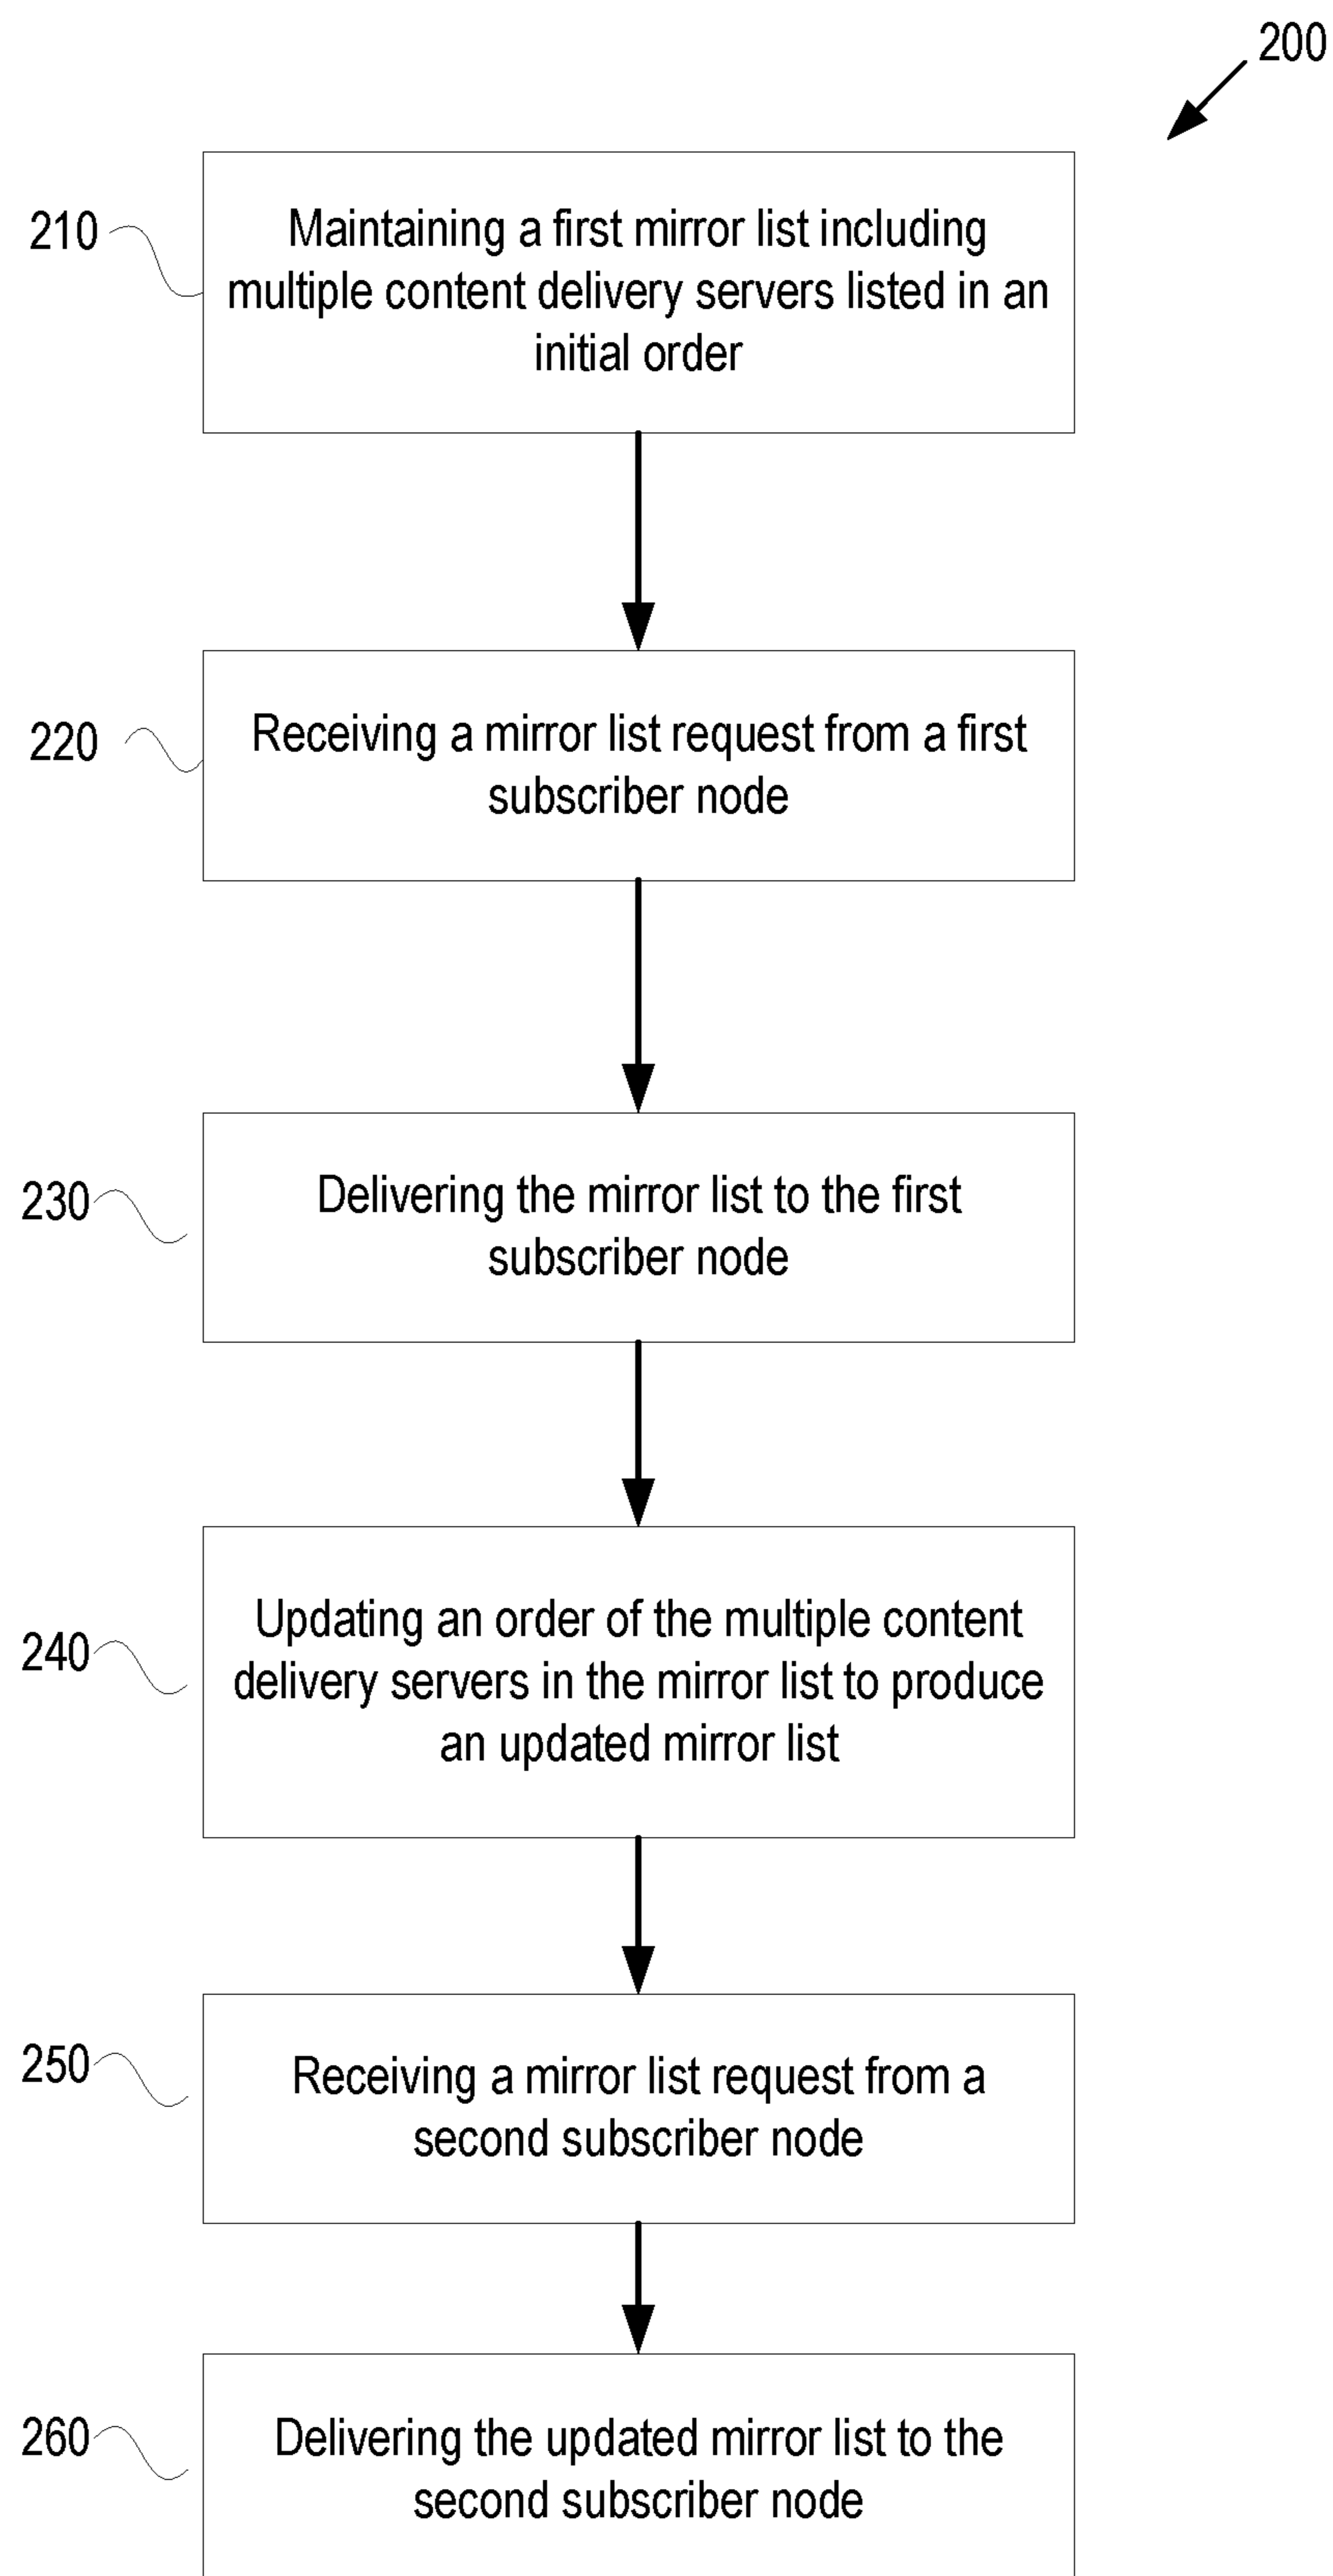 200
210
Maintaining a first mirror list including
multiple content delivery servers listed in an
initial order
220
Receiving a mirror list request from a first
subscriber node
230
Delivering the mirror list to the first
subscriber node
240
Updating an order of the multiple content
delivery servers in the mirror list to produce
an updated mirror list
250
Receiving a mirror list request from a
second subscriber node
260
Delivering the updated mirror list to the
second subscriber node